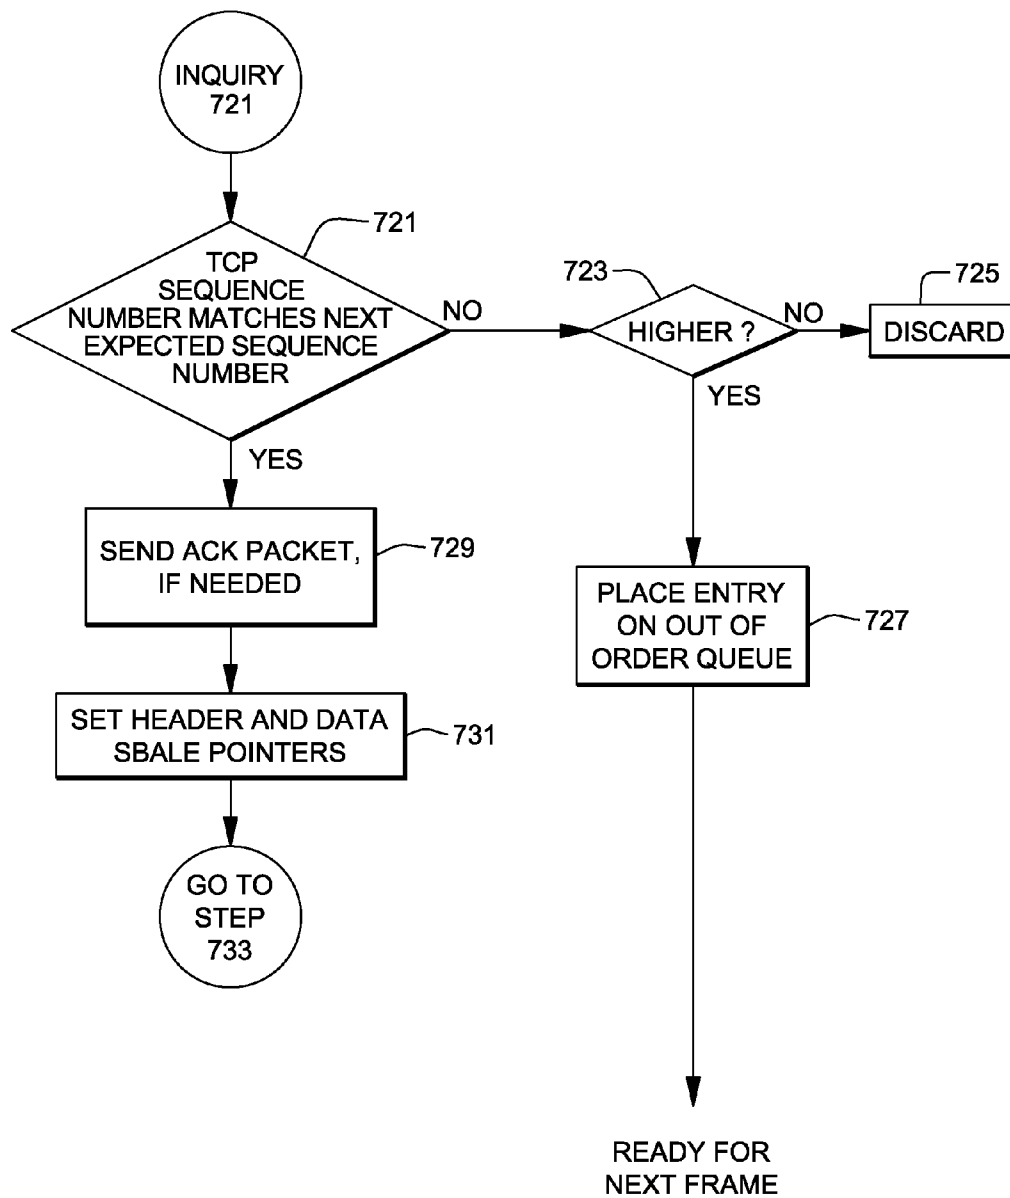 INQUIRY
721
721
TCP
SEQUENCE
NUMBER MATCHES NEXT
EXPECTED SEQUENCE
NUMBER
NO
YES
723
HIGHER ?
NO
YES
725
DISCARD
SEND ACK PACKET,
IF NEEDED
729
PLACE ENTRY
ON OUT OF
ORDER QUEUE
727
SET HEADER AND DATA
SBALE POINTERS
731
GO TO
STEP
733
READY FOR
NEXT FRAME